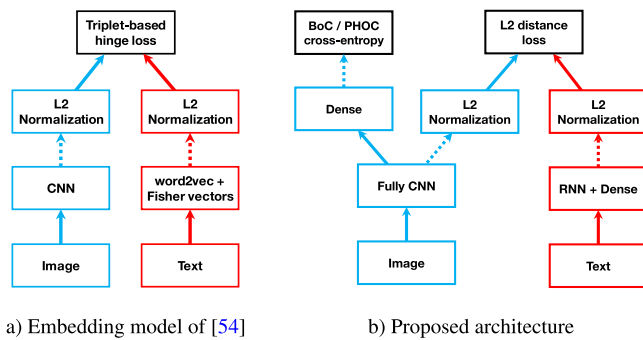 Triplet-based
hinge loss
L2
Normalization
L2
Normalization
CNN
word2vec +
Fisher vectors
Image
Text
a) Embedding model of [54]
BoC / PHOC
cross-entropy
L2 distance
loss
Dense
L2
Normalization
L2
Normalization
Fully CNN
RNN + Dense
Image
Text
b) Proposed architecture